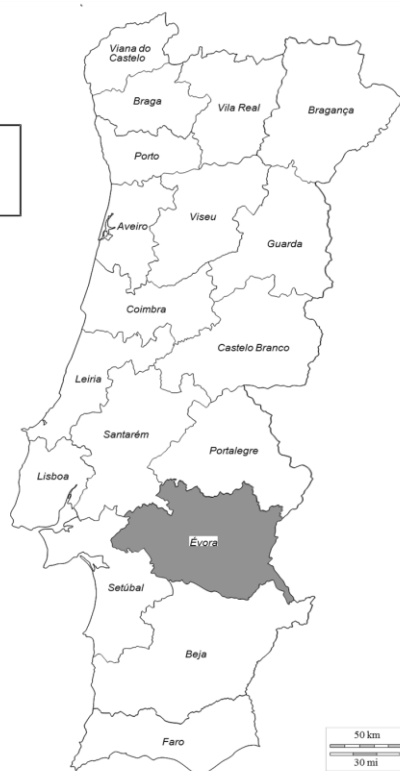 Viana do
Castelo
Braga
Vila Real
Bragança
Porto
Aveiro
Viseu
Guarda
Coimbra
Castelo Branco
Leiria
Santarém
Portalegre
Lisboa
Évora
Setúbal
Beja
Faro
50 km
30 mi